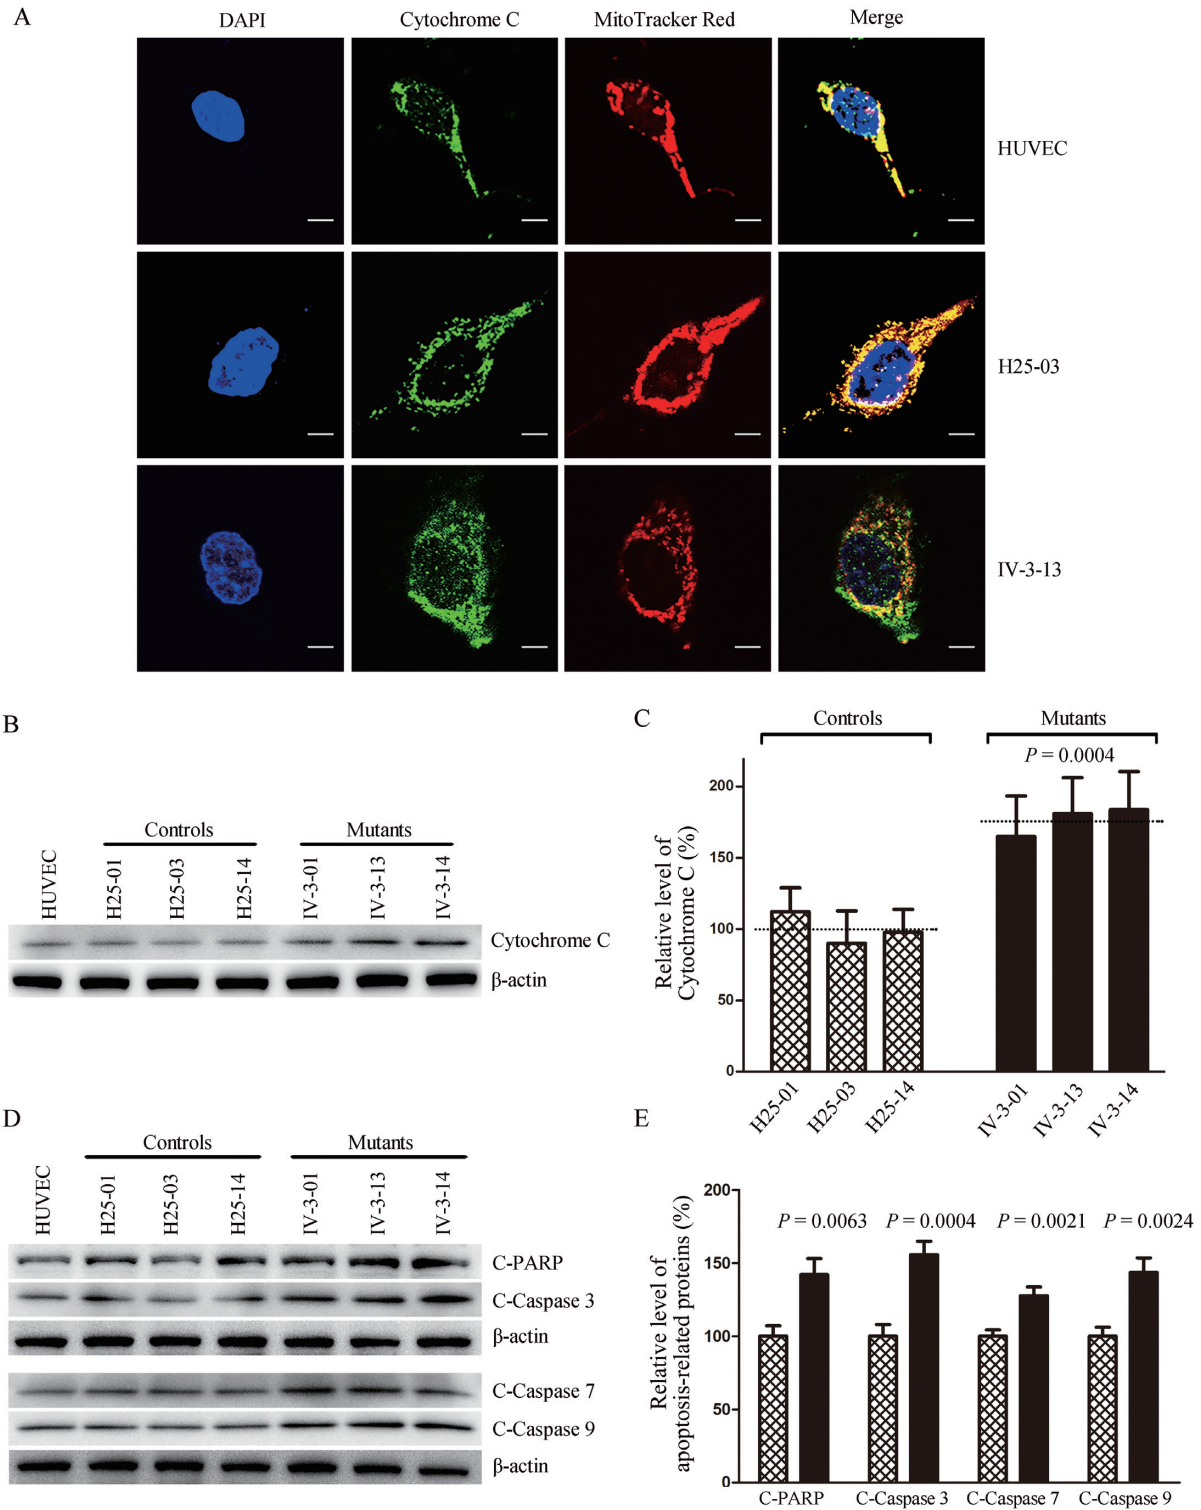 A
DAPI Cytochrome C MitoTracker Red Merge
HUVEC
H25-03
IV-3-13
B
Controls Mutants
HUVEC H25-01 H25-03 H25-14 IV-3-01 IV-3-13 IV-3-14
Cytochrome C
β-actin
C
Controls Mutants
P = 0.0004
Relative level of
Cytochrome C (%)
200
150
100
50
0
H25-01 H25-03 H25-14 IV-3-01 IV-3-13 IV-3-14
D
Controls Mutants
HUVEC H25-01 H25-03 H25-14 IV-3-01 IV-3-13 IV-3-14
C-PARP
C-Caspase 3
β-actin
C-Caspase 7
C-Caspase 9
β-actin
E
Relative level of
apoptosis-related proteins (%)
200
150
100
50
0
P = 0.0063 P = 0.0004 P = 0.0021 P = 0.0024
C-PARP C-Caspase 3 C-Caspase 7 C-Caspase 9